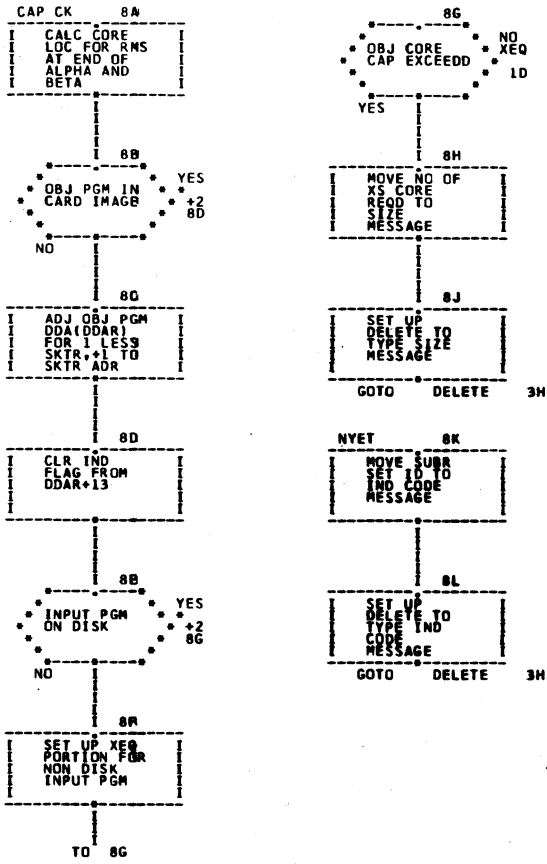 CAP CK 8A
CALC CORE
LOC FOR RMS
AT END OF
ALPHA AND
BETA
8B
OBJ PGM IN
CARD IMAGB
YES
+2
8D
NO
8C
ADJ OBJ PGM
DDA(DDAR)
FOR 1 LESS
SKTR,+1 TO
SKTR ADR
8D
CLR IND
FLAG FROM
DDAR+13
8B
INPUT PGM
ON DISK
YES
+2
8G
NO
8R
SET UP XEQ
PORTION FOR
NON DISK
INPUT PGM
TO 8G
8G
OBJ CORE
CAP EXCEEDD
NO
XEQ
1D
YES
8H
MOVE NO OF
XS CORE
REQD TO
SIZE
MESSAGE
8J
SET UP
DELETE TO
TYPE SIZE
MESSAGE
GOTO DELETE 3H
NYET 8K
MOVE SUBR
SET ID TO
IND CODE
MESSAGE
8L
SET UP
DELETE TO
TYPE IND
CODE
MESSAGE
GOTO DELETE 3H